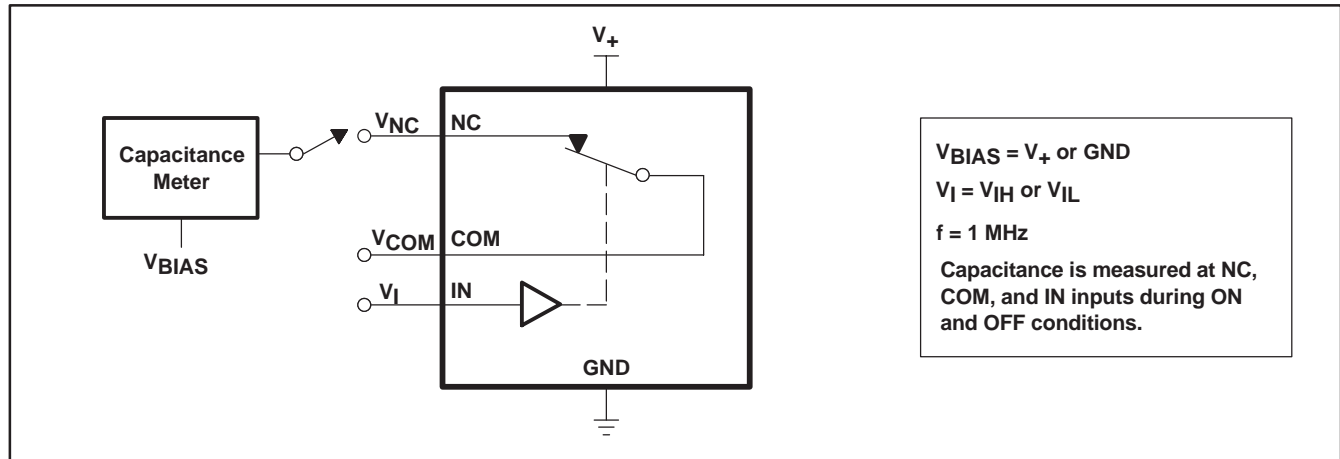 V+
VNC NC
Capacitance
Meter
VBIAS
VCOM COM
VI IN
GND
VBIAS = V+ or GND
VI = VIH or VIL
f = 1 MHz
Capacitance is measured at NC,
COM, and IN inputs during ON
and OFF conditions.